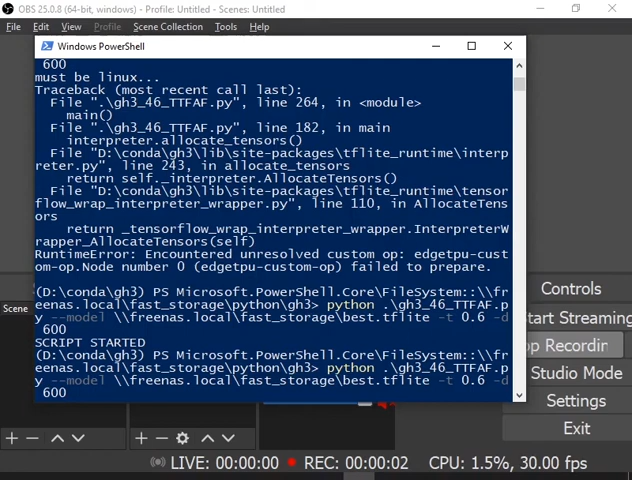 OBS 25.0.8 (64-bit, windows) - Profile: Untitled - Scenes: Untitled
File Edit View Profile Scene Collection Tools Help
Windows PowerShell
600
must be linux...
Traceback (most recent call last):
File ".\gh3_46_TTFAF.py", line 264, in <module>
main()
File ".\gh3_46_TTFAF.py", line 182, in main
interpreter.allocate_tensors()
File "D:\conda\gh3\lib\site-packages\tflite_runtime\interp
reter.py", line 243, in allocate_tensors
return self._interpreter.AllocateTensors()
File "D:\conda\gh3\lib\site-packages\tflite_runtime\tensor
flow_wrap_interpreter_wrapper.py", line 110, in AllocateTens
ors
return _tensorflow_wrap_interpreter_wrapper.InterpreterW
rapper_AllocateTensors(self)
RuntimeError: Encountered unresolved custom op: edgetpu-cust
om-op.Node number 0 (edgetpu-custom-op) failed to prepare.
(D:\conda\gh3) PS Microsoft.PowerShell.Core\FileSystem::\\fr
eenas.local\fast_storage\python\gh3> python .\gh3_46_TTFAF.p
y --model \\freenas.local\fast_storage\best.tflite -t 0.6 -d
600
SCRIPT STARTED
(D:\conda\gh3) PS Microsoft.PowerShell.Core\FileSystem::\\fr
eenas.local\fast_storage\python\gh3> python .\gh3_46_TTFAF.p
y --model \\freenas.local\fast_storage\best.tflite -t 0.6 -d
600
Scene
Controls
tart Streaming
op Recordin
Studio Mode
Settings
Exit
LIVE: 00:00:00 REC: 00:00:02 CPU: 1.5%, 30.00 fps